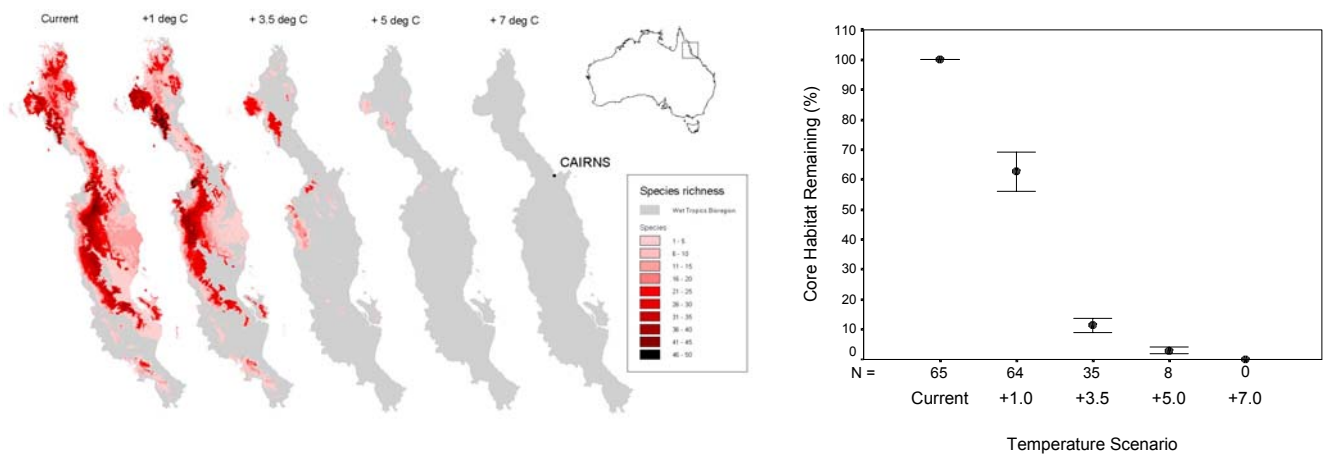 Current +1 deg C + 3.5 deg C + 5 deg C + 7 deg C
CAIRNS
Species richness
Wet Tropics Bioregion
Species
1 - 5
6 - 10
11 - 15
16 - 20
21 - 25
26 - 30
31 - 35
36 - 40
41 - 45
46 - 50
Core Habitat Remaining (%)
110
100
90
80
70
60
50
40
30
20
10
0
N = 65 64 35 8 0
Current +1.0 +3.5 +5.0 +7.0
Temperature Scenario